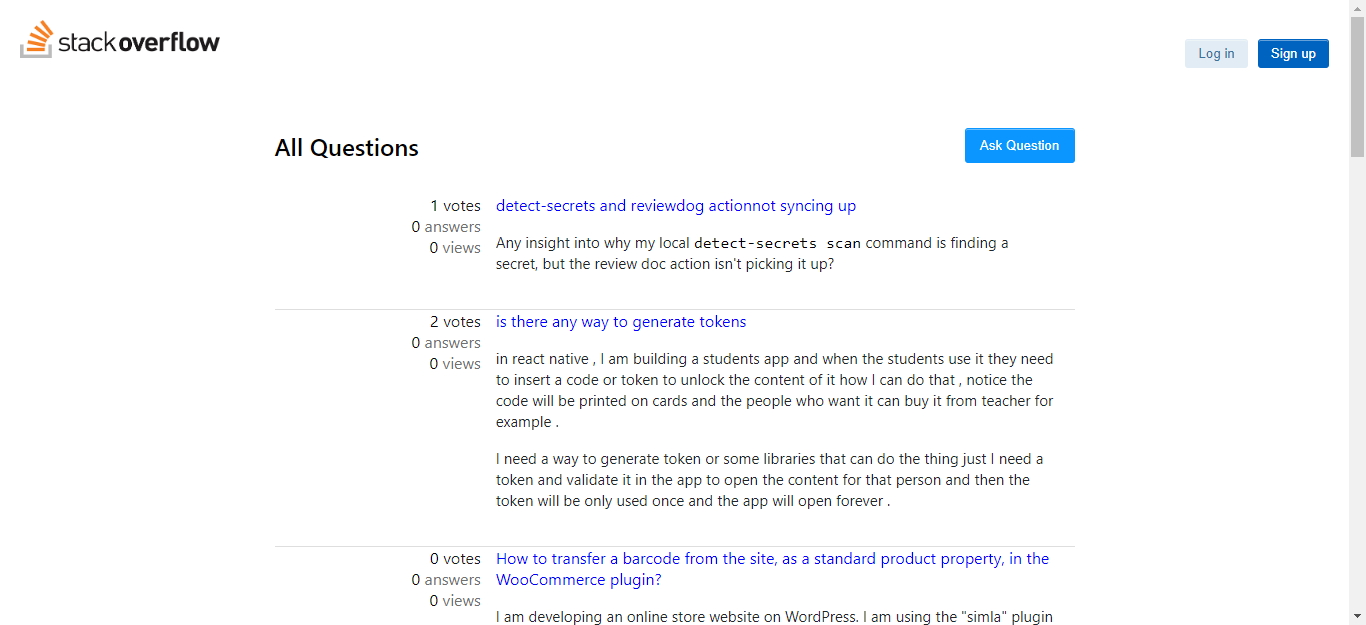 stack overflow
Log in
Sign up
All Questions
Ask Question
1 votes
0 answers
0 views
detect-secrets and reviewdog actionnot syncing up
Any insight into why my local detect-secrets scan command is finding a
secret, but the review doc action isn't picking it up?
2 votes
0 answers
0 views
is there any way to generate tokens
in react native , I am building a students app and when the students use it they need
to insert a code or token to unlock the content of it how I can do that , notice the
code will be printed on cards and the people who want it can buy it from teacher for
example .
I need a way to generate token or some libraries that can do the thing just I need a
token and validate it in the app to open the content for that person and then the
token will be only used once and the app will open forever .
0 votes
0 answers
0 views
How to transfer a barcode from the site, as a standard product property, in the
WooCommerce plugin?
I am developing an online store website on WordPress. I am using the "simla" plugin